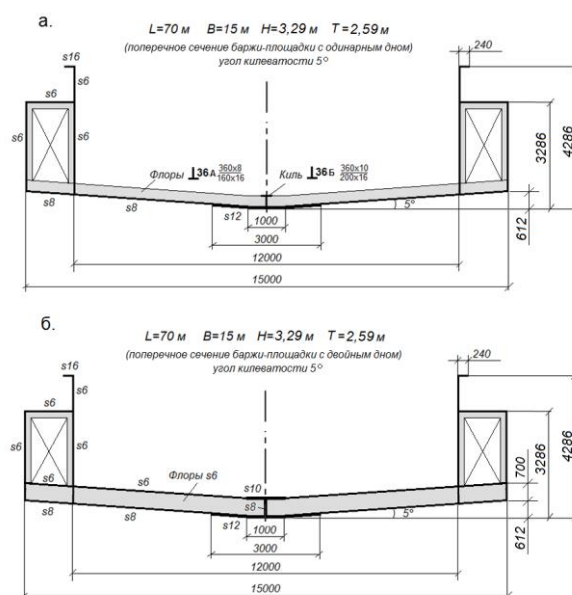 а.
L=70 м B=15 м H=3,29 м T=2,59 м
(поперечное сечение баржи-площадки с одинарным дном)
угол килеватости 5°
240
s16
s6
s6
s6
s6
Флоры
36А 360x8
160x16
Киль
36Б 360x10
200x16
3286
4286
s8
s8
s12
1000
5°
612
3000
12000
15000
б.
L=70 м B=15 м H=3,29 м T=2,59 м
(поперечное сечение баржи-площадки с двойным дном)
угол килеватости 5°
240
s16
s6
s6
s6
s6
s6
s6
Флоры s6
s10
s8
700
3286
4286
s8
s8
s12
1000
5°
612
3000
12000
15000